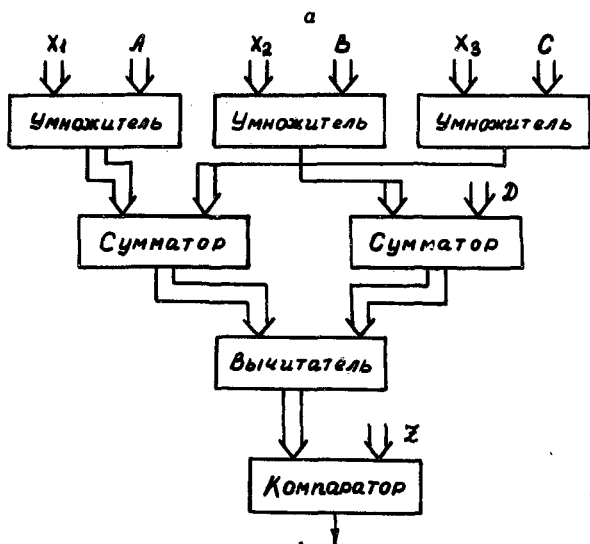 а
X1 A X2 B X3 C
Умножитель Умножитель Умножитель
D
Сумматор Сумматор
Вычитатель
Z
Компаратор